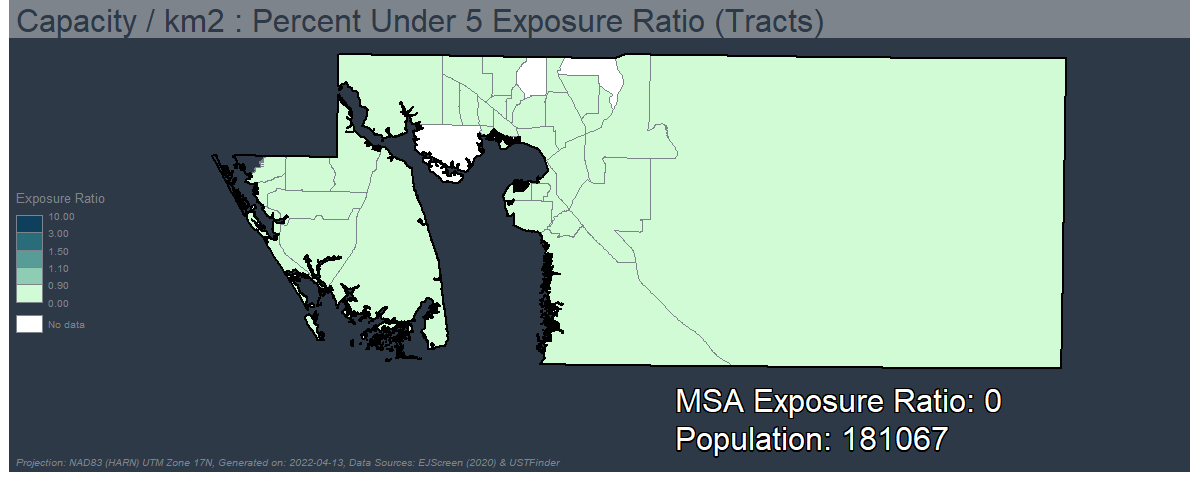 Capacity / km2 : Percent Under 5 Exposure Ratio (Tracts)
Exposure Ratio
10.00
3.00
1.50
1.10
0.90
0.00
No data
MSA Exposure Ratio: 0
Population: 181067
Projection: NAD83 (HARN) UTM Zone 17N, Generated on: 2022-04-13, Data Sources: EJScreen (2020) & USTFinder